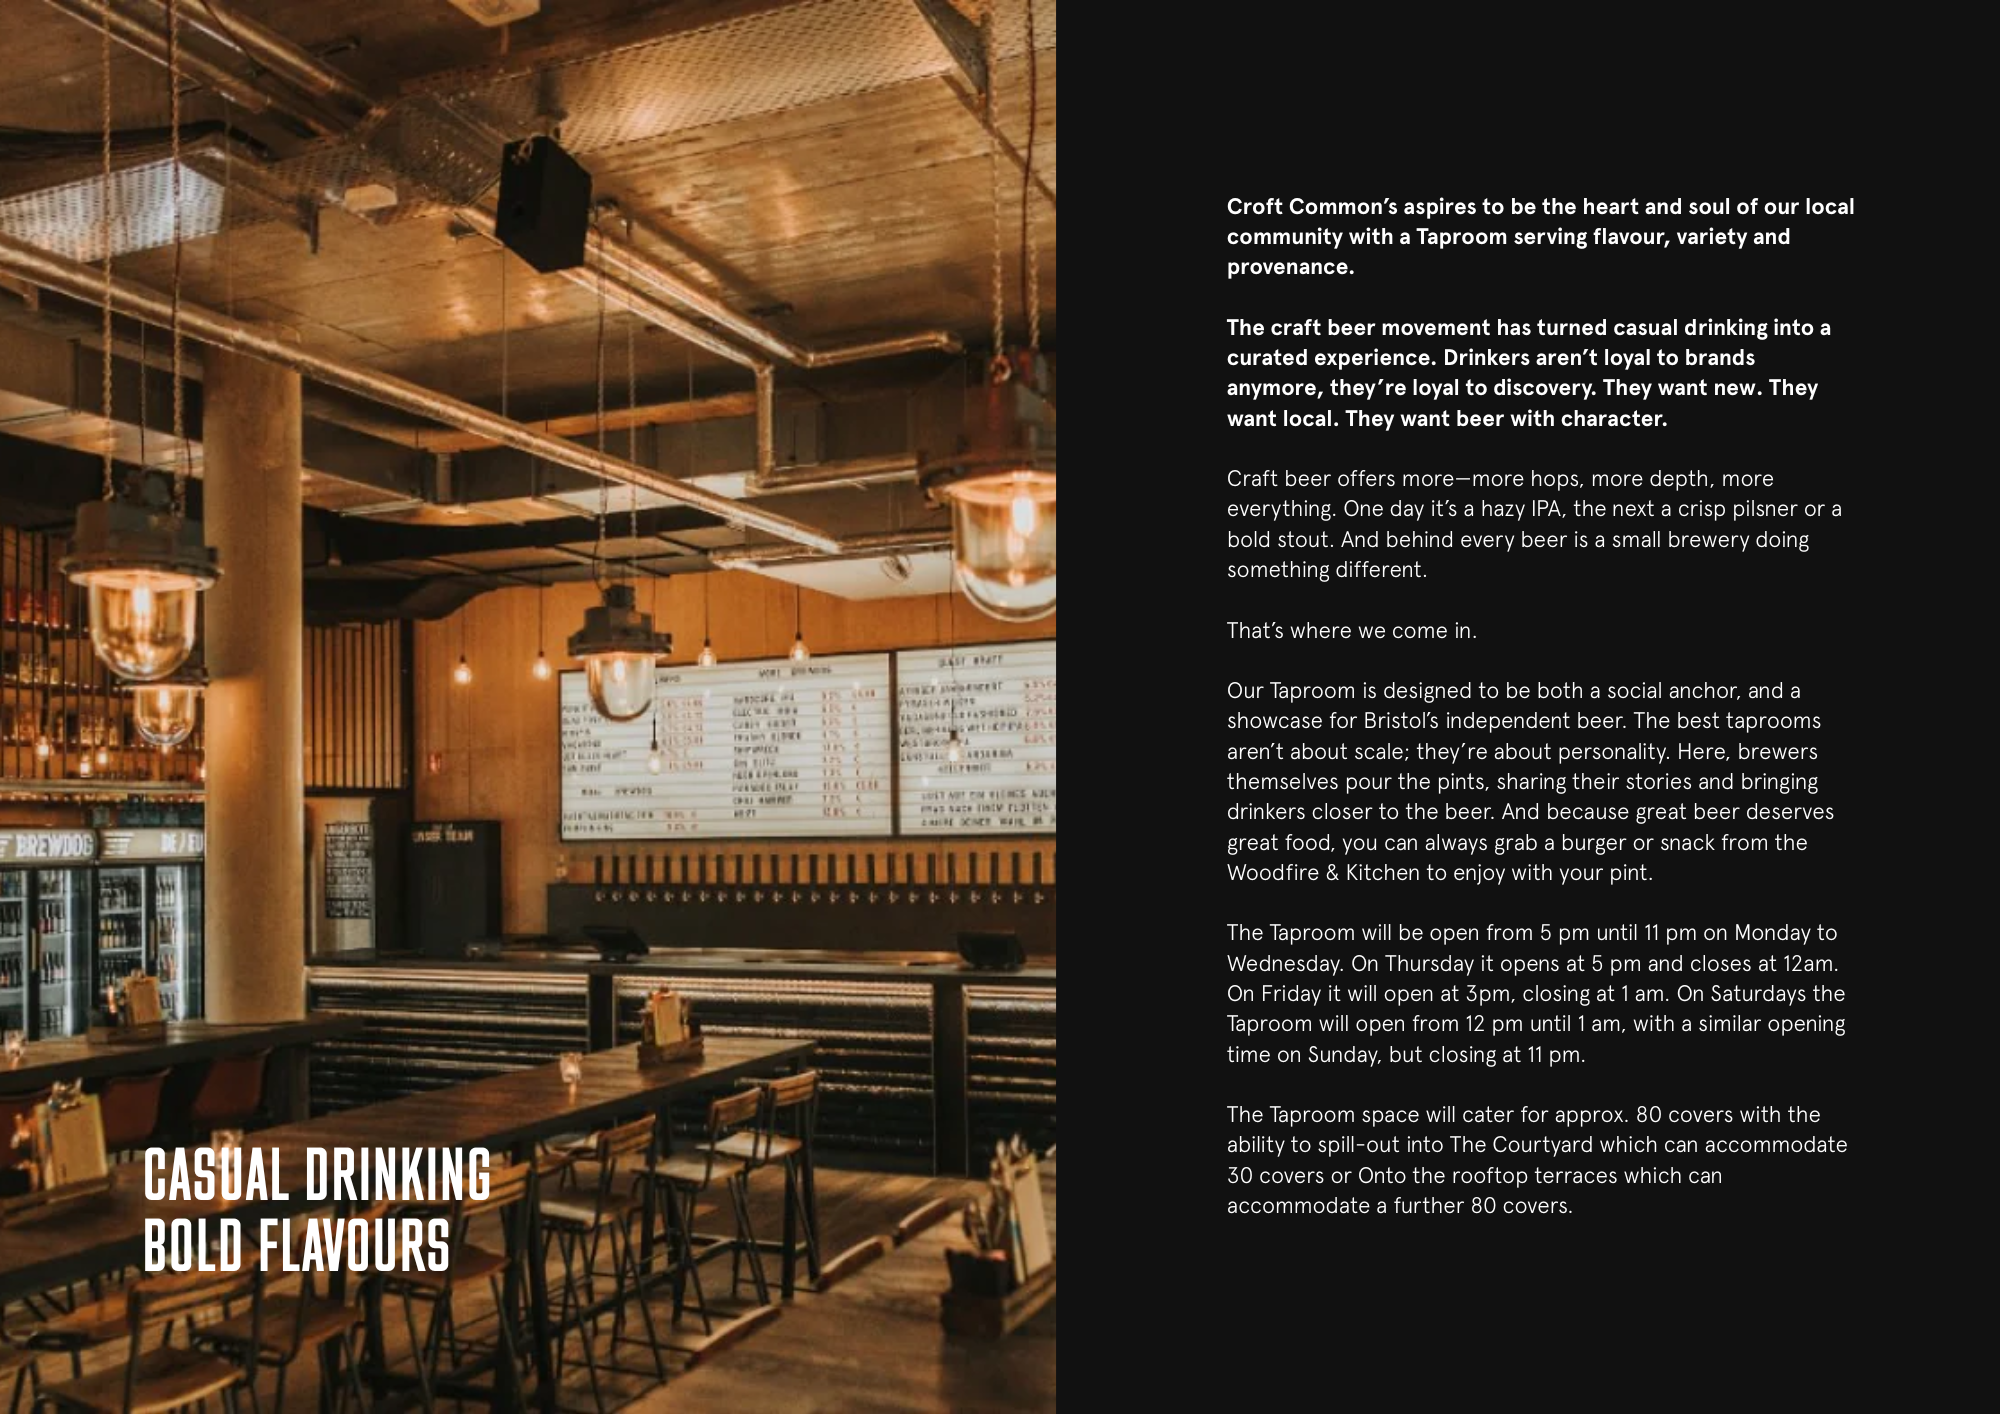 BREWDOG
DE/EU
UNSER TEAM
CASUAL DRINKING
BOLD FLAVOURS
Croft Common’s aspires to be the heart and soul of our local
community with a Taproom serving flavour, variety and
provenance.
The craft beer movement has turned casual drinking into a
curated experience. Drinkers aren’t loyal to brands
anymore, they’re loyal to discovery. They want new. They
want local. They want beer with character.
Craft beer offers more—more hops, more depth, more
everything. One day it’s a hazy IPA, the next a crisp pilsner or a
bold stout. And behind every beer is a small brewery doing
something different.
That’s where we come in.
Our Taproom is designed to be both a social anchor, and a
showcase for Bristol’s independent beer. The best taprooms
aren’t about scale; they’re about personality. Here, brewers
themselves pour the pints, sharing their stories and bringing
drinkers closer to the beer. And because great beer deserves
great food, you can always grab a burger or snack from the
Woodfire & Kitchen to enjoy with your pint.
The Taproom will be open from 5 pm until 11 pm on Monday to
Wednesday. On Thursday it opens at 5 pm and closes at 12am.
On Friday it will open at 3pm, closing at 1 am. On Saturdays the
Taproom will open from 12 pm until 1 am, with a similar opening
time on Sunday, but closing at 11 pm.
The Taproom space will cater for approx. 80 covers with the
ability to spill-out into The Courtyard which can accommodate
30 covers or Onto the rooftop terraces which can
accommodate a further 80 covers.